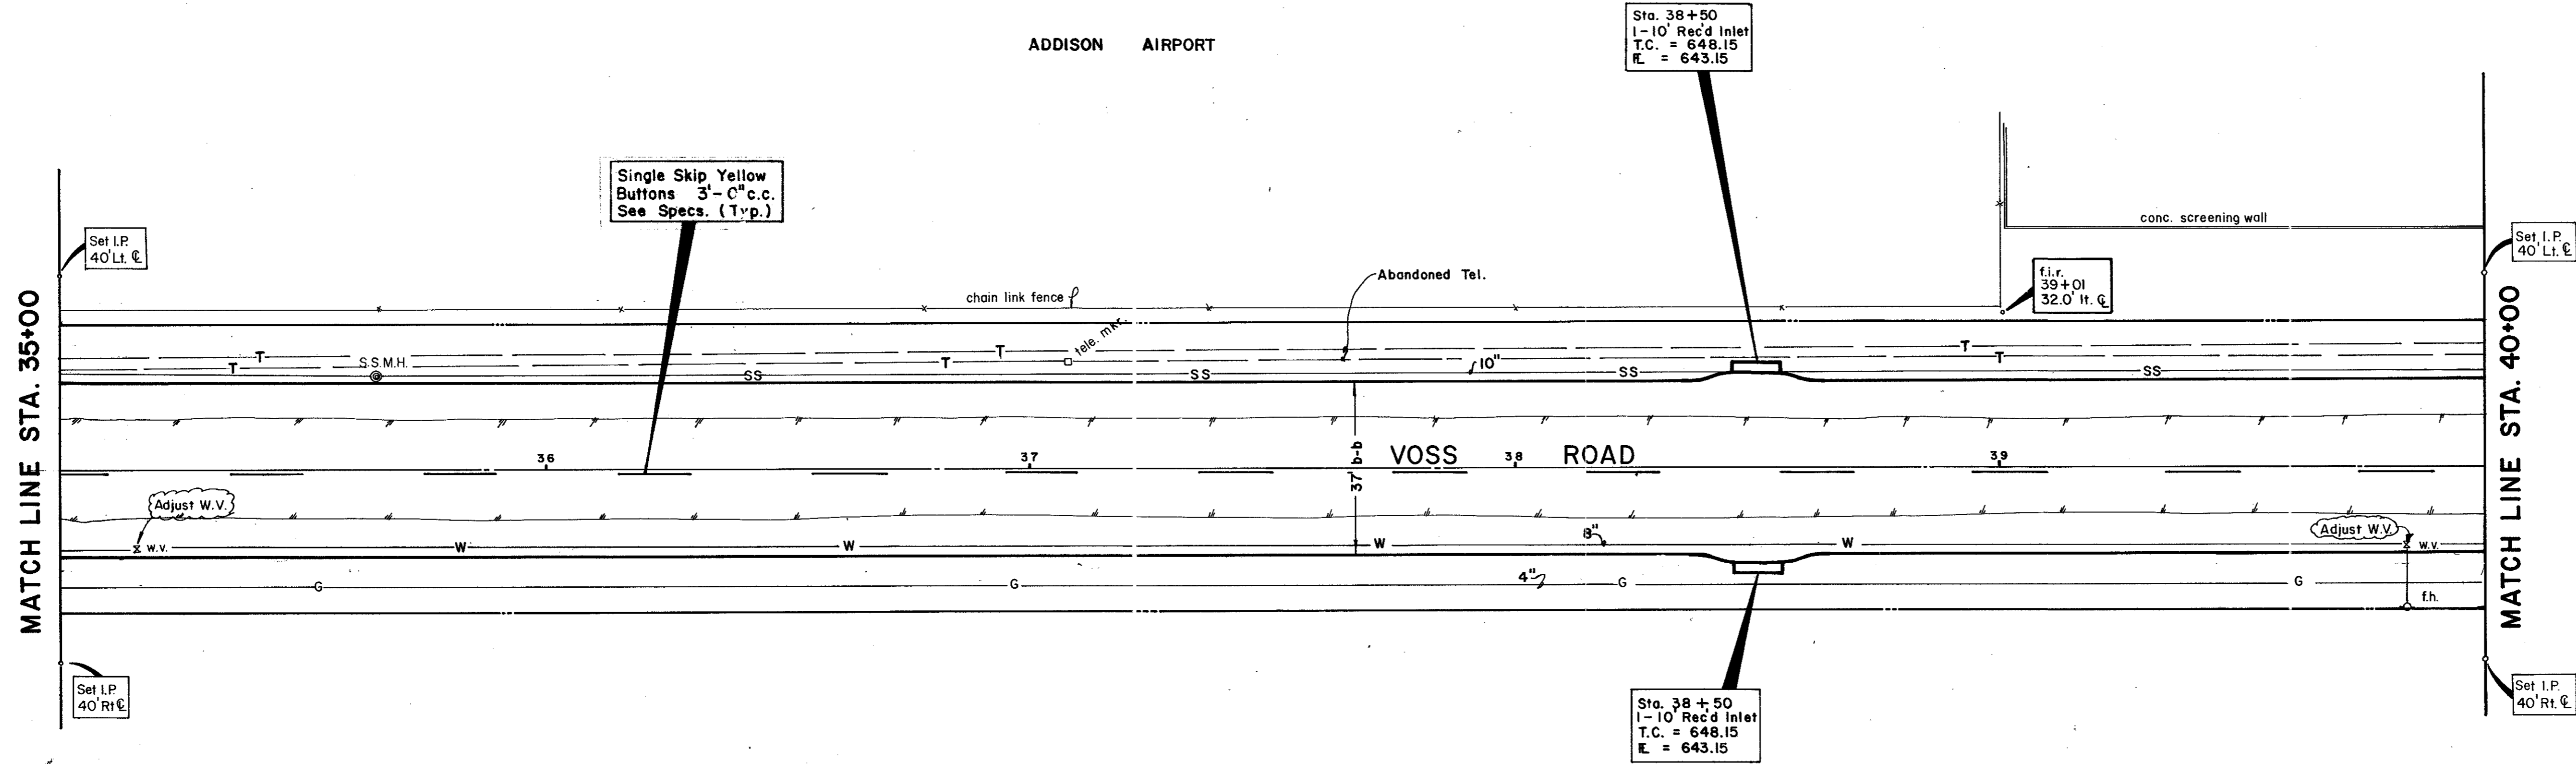 ADDISON AIRPORT
Sta. 38+50
1-10' Rec'd Inlet
T.C. = 648.15
FL = 643.15
Single Skip Yellow
Buttons 3'-0" c.c.
See Specs. (Typ.)
conc. screening wall
Set I.P.
40' Lt. ℄
Set I.P.
40' Lt. ℄
f.i.r.
39+01
32.0' lt. ℄
Abandoned Tel.
chain link fence
tele. mkr.
T
T
T
T
T
T
S.S.M.H.
10"
SS
SS
SS
SS
MATCH LINE STA. 35+00
MATCH LINE STA. 40+00
36
37
38
39
VOSS ROAD
37' b-b
Adjust W.V.
W.V.
W
W
W
W
Adjust W.V.
W.V.
G
G
4"
G
G
f.h.
Set I.P.
40' Rt ℄
Set I.P.
40' Rt. ℄
Sta. 38+50
1-10' Rec'd Inlet
T.C. = 648.15
FL = 643.15